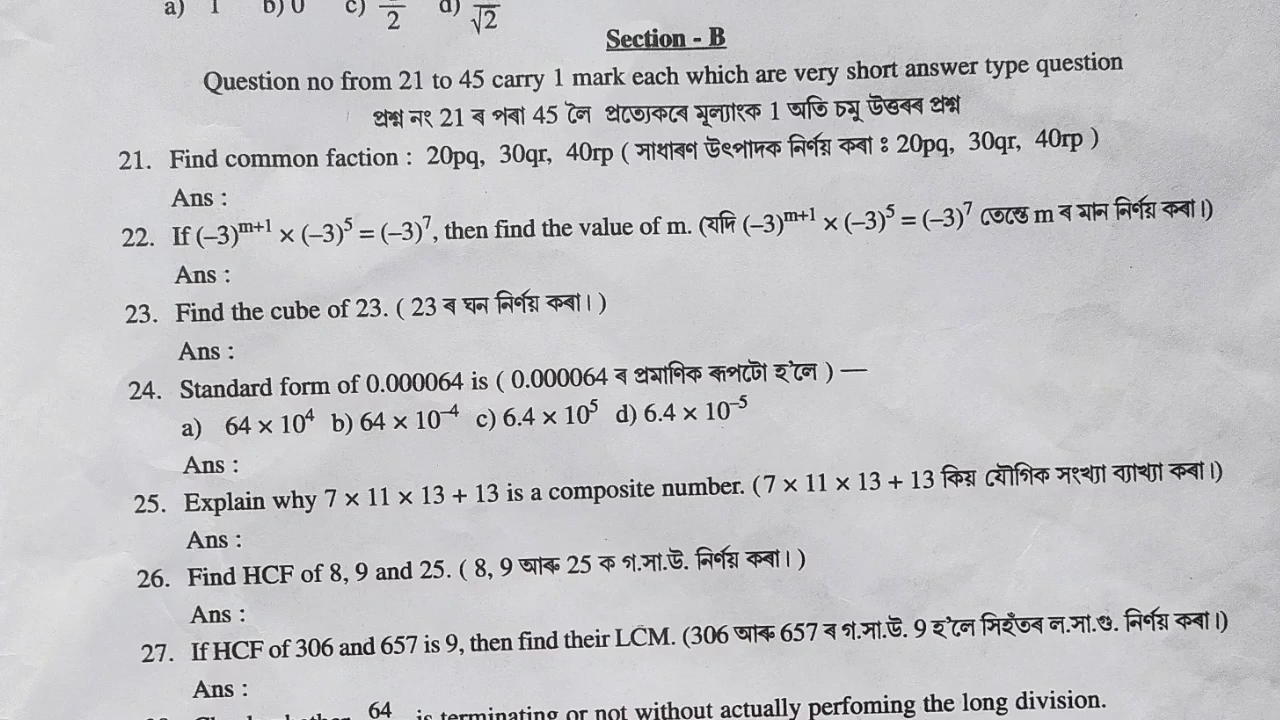 a) 1 b) 0 c) 2 d) √2
Section - B
Question no from 21 to 45 carry 1 mark each which are very short answer type question
প্ৰশ্ন নং 21 ৰ পৰা 45 লৈ প্ৰত্যেকৰে মূল্যাংক 1 অতি চমু উত্তৰৰ প্ৰশ্ন
21. Find common faction : 20pq, 30qr, 40rp ( সাধাৰণ উৎপাদক নিৰ্ণয় কৰা ঃ 20pq, 30qr, 40rp )
Ans :
22. If (–3)ᵐ⁺¹ × (–3)⁵ = (–3)⁷, then find the value of m. (যদি (–3)ᵐ⁺¹ × (–3)⁵ = (–3)⁷ তেন্তে m ৰ মান নিৰ্ণয় কৰা।)
Ans :
23. Find the cube of 23. ( 23 ৰ ঘন নিৰ্ণয় কৰা। )
Ans :
24. Standard form of 0.000064 is ( 0.000064 ৰ প্ৰমাণিক ৰূপটো হ'লৈ ) —
a) 64 × 10⁴ b) 64 × 10⁻⁴ c) 6.4 × 10⁵ d) 6.4 × 10⁻⁵
Ans :
25. Explain why 7 × 11 × 13 + 13 is a composite number. (7 × 11 × 13 + 13 কিয় যৌগিক সংখ্যা ব্যাখ্যা কৰা।)
Ans :
26. Find HCF of 8, 9 and 25. ( 8, 9 আৰু 25 ক গ.সা.উ. নিৰ্ণয় কৰা। )
Ans :
27. If HCF of 306 and 657 is 9, then find their LCM. (306 আৰু 657 ৰ গ.সা.উ. 9 হ'লে সিহঁতৰ ল.সা.গু. নিৰ্ণয় কৰা।)
Ans :
64 is terminating or not without actually perfoming the long division.